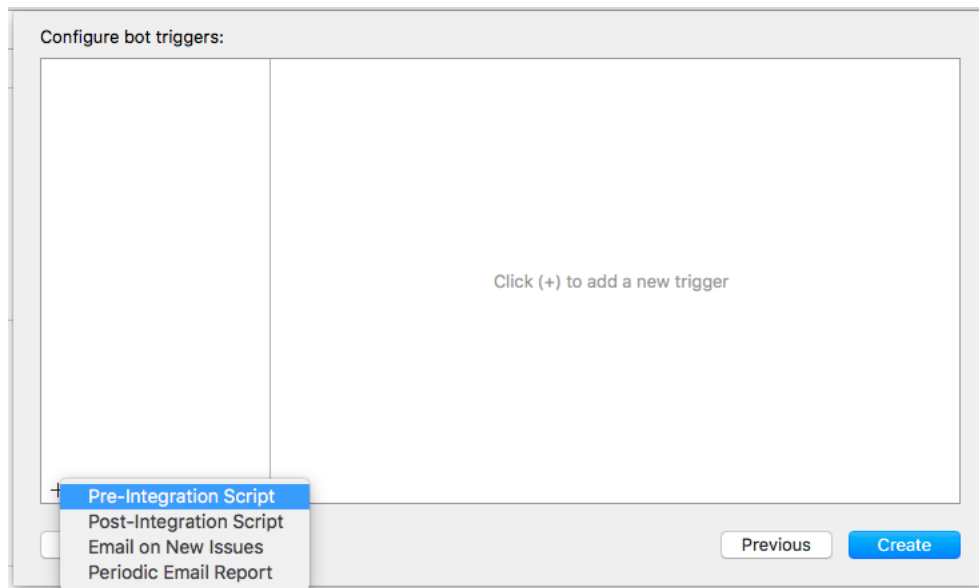 Configure bot triggers:
Click (+) to add a new trigger
+
Pre-Integration Script
Post-Integration Script
Email on New Issues
Periodic Email Report
Previous
Create